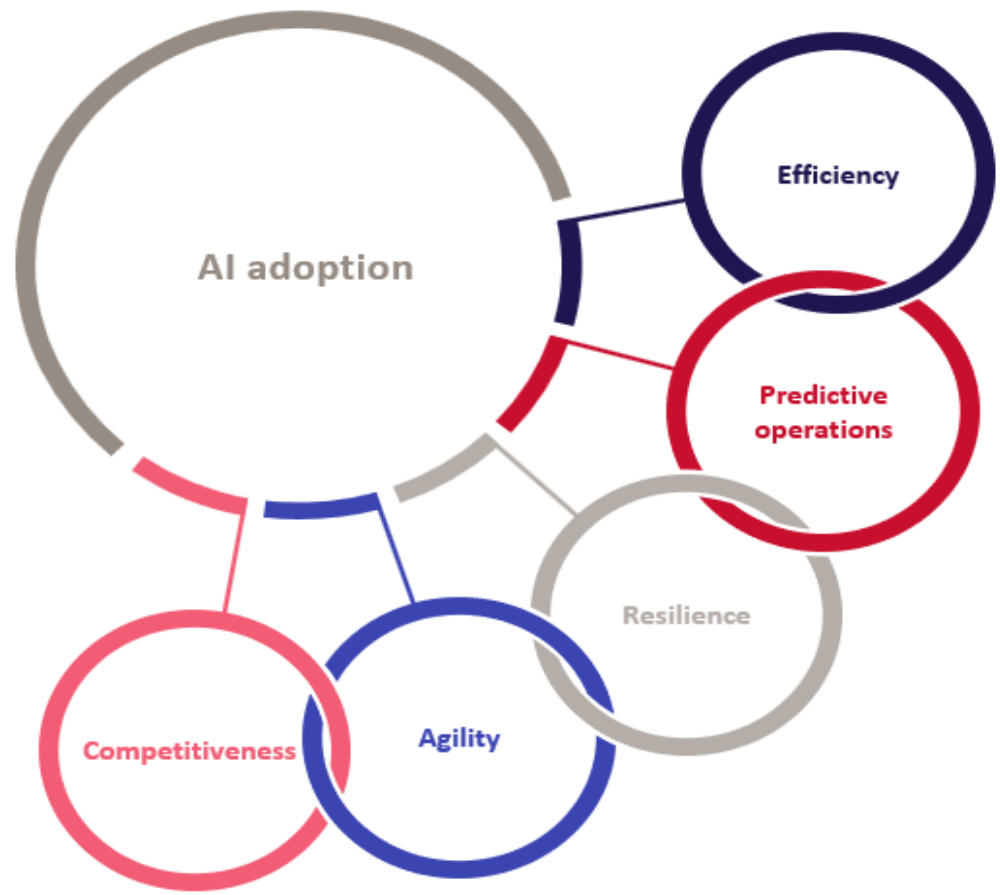 AI adoption
Efficiency
Predictive
operations
Resilience
Agility
Competitiveness